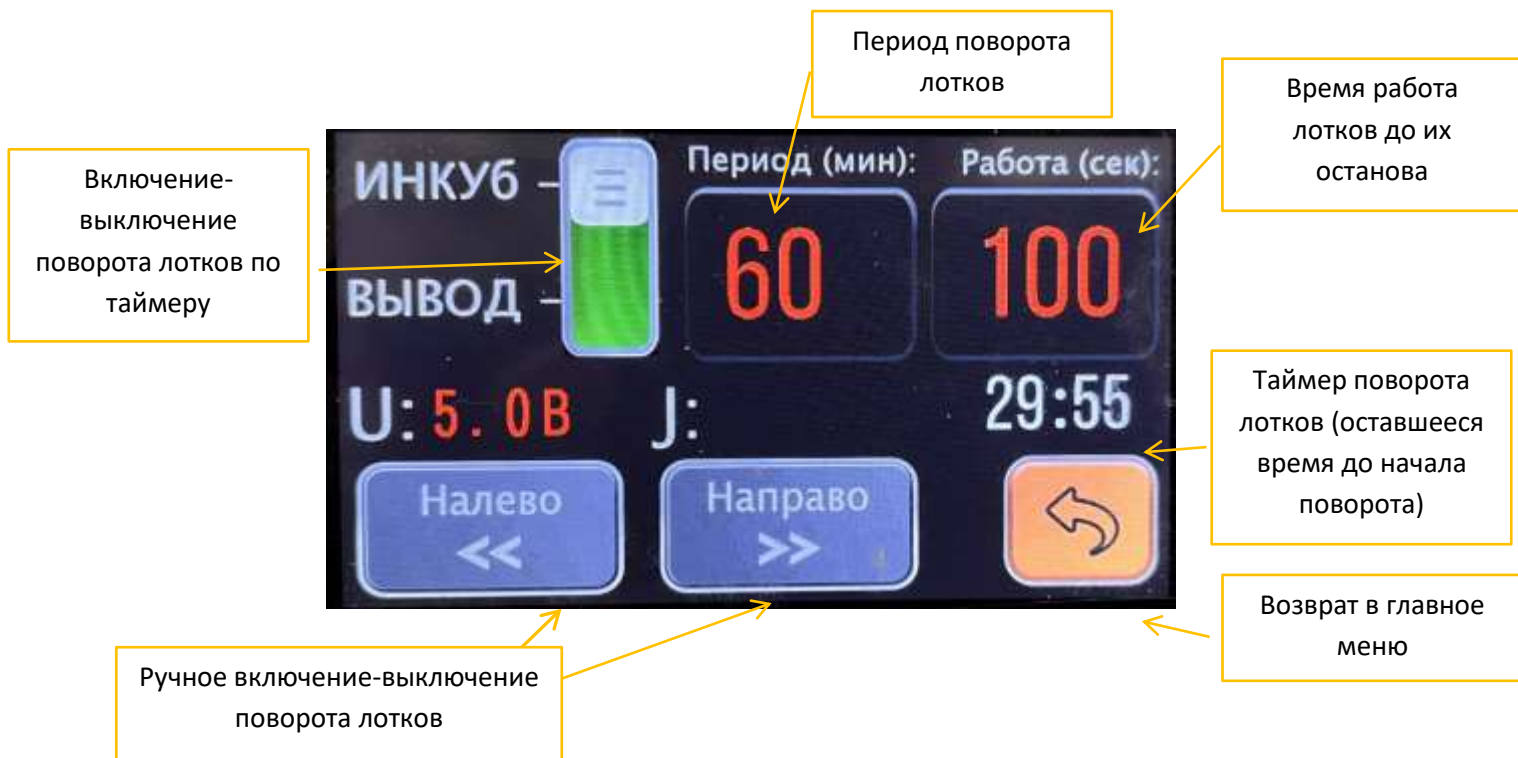 Период поворота
лотков
Время работа
лотков до их
останова
Включение-
выключение
поворота лотков по
таймеру
ИНКУб
Период (мин):
Работа (сек):
60
100
ВЫВОД
U: 5.0В
J:
29:55
Таймер поворота
лотков (оставшееся
время до начала
поворота)
Налево
<<
Направо
>>
Возврат в главное
меню
Ручное включение-выключение
поворота лотков